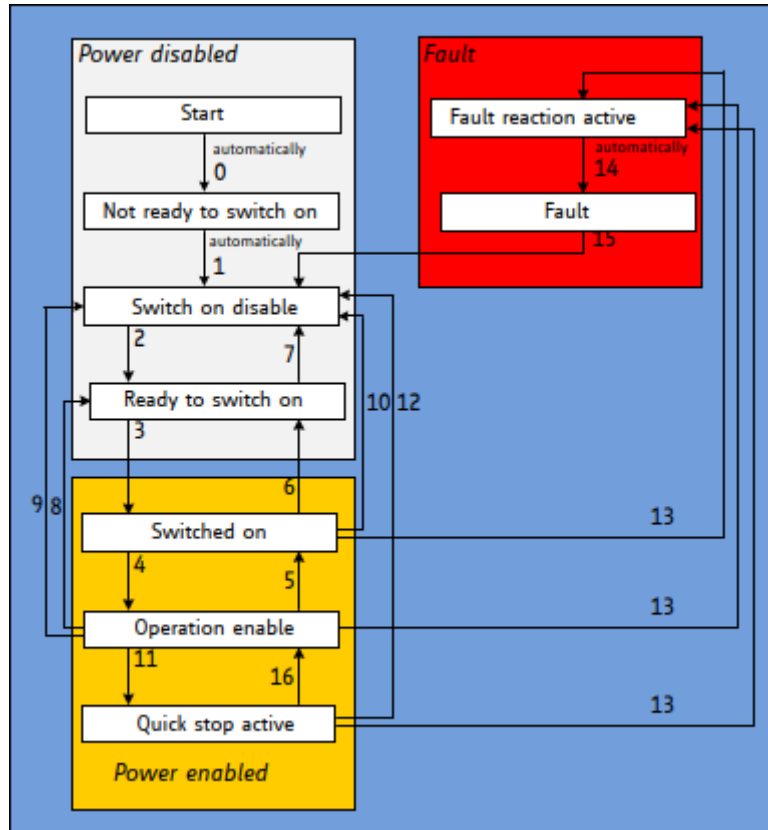 Power disabled
Fault
Start
Fault reaction active
automatically
0
automatically
14
Not ready to switch on
Fault
automatically
1
15
Switch on disable
2
7
Ready to switch on
10
12
3
9
8
6
Switched on
13
4
5
13
Operation enable
11
16
13
Quick stop active
Power enabled